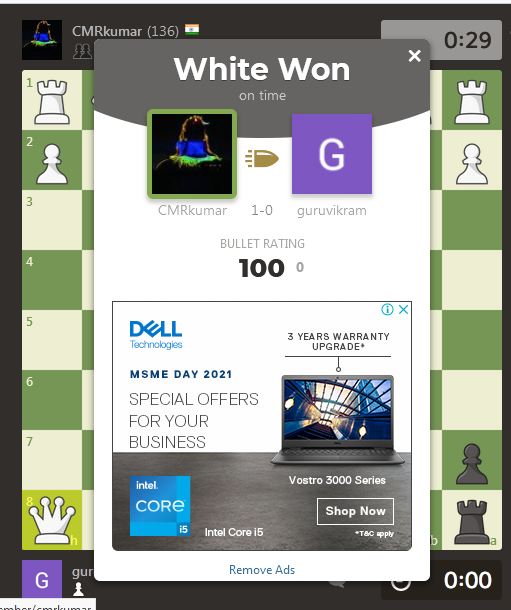 CMRkumar (136)
0:29
White Won
on time
G
CMRkumar 1-0 guruvikram
BULLET RATING
100 0
DELL
Technologies
3 YEARS WARRANTY
UPGRADE*
MSME DAY 2021
SPECIAL OFFERS
FOR YOUR
BUSINESS
Vostro 3000 Series
intel.
CORE
i5
Intel Core i5
Shop Now
*T&C apply
Remove Ads
1
2
3
4
5
6
7
8
h
b
a
G
gur
0:00
mber/cmrkumar